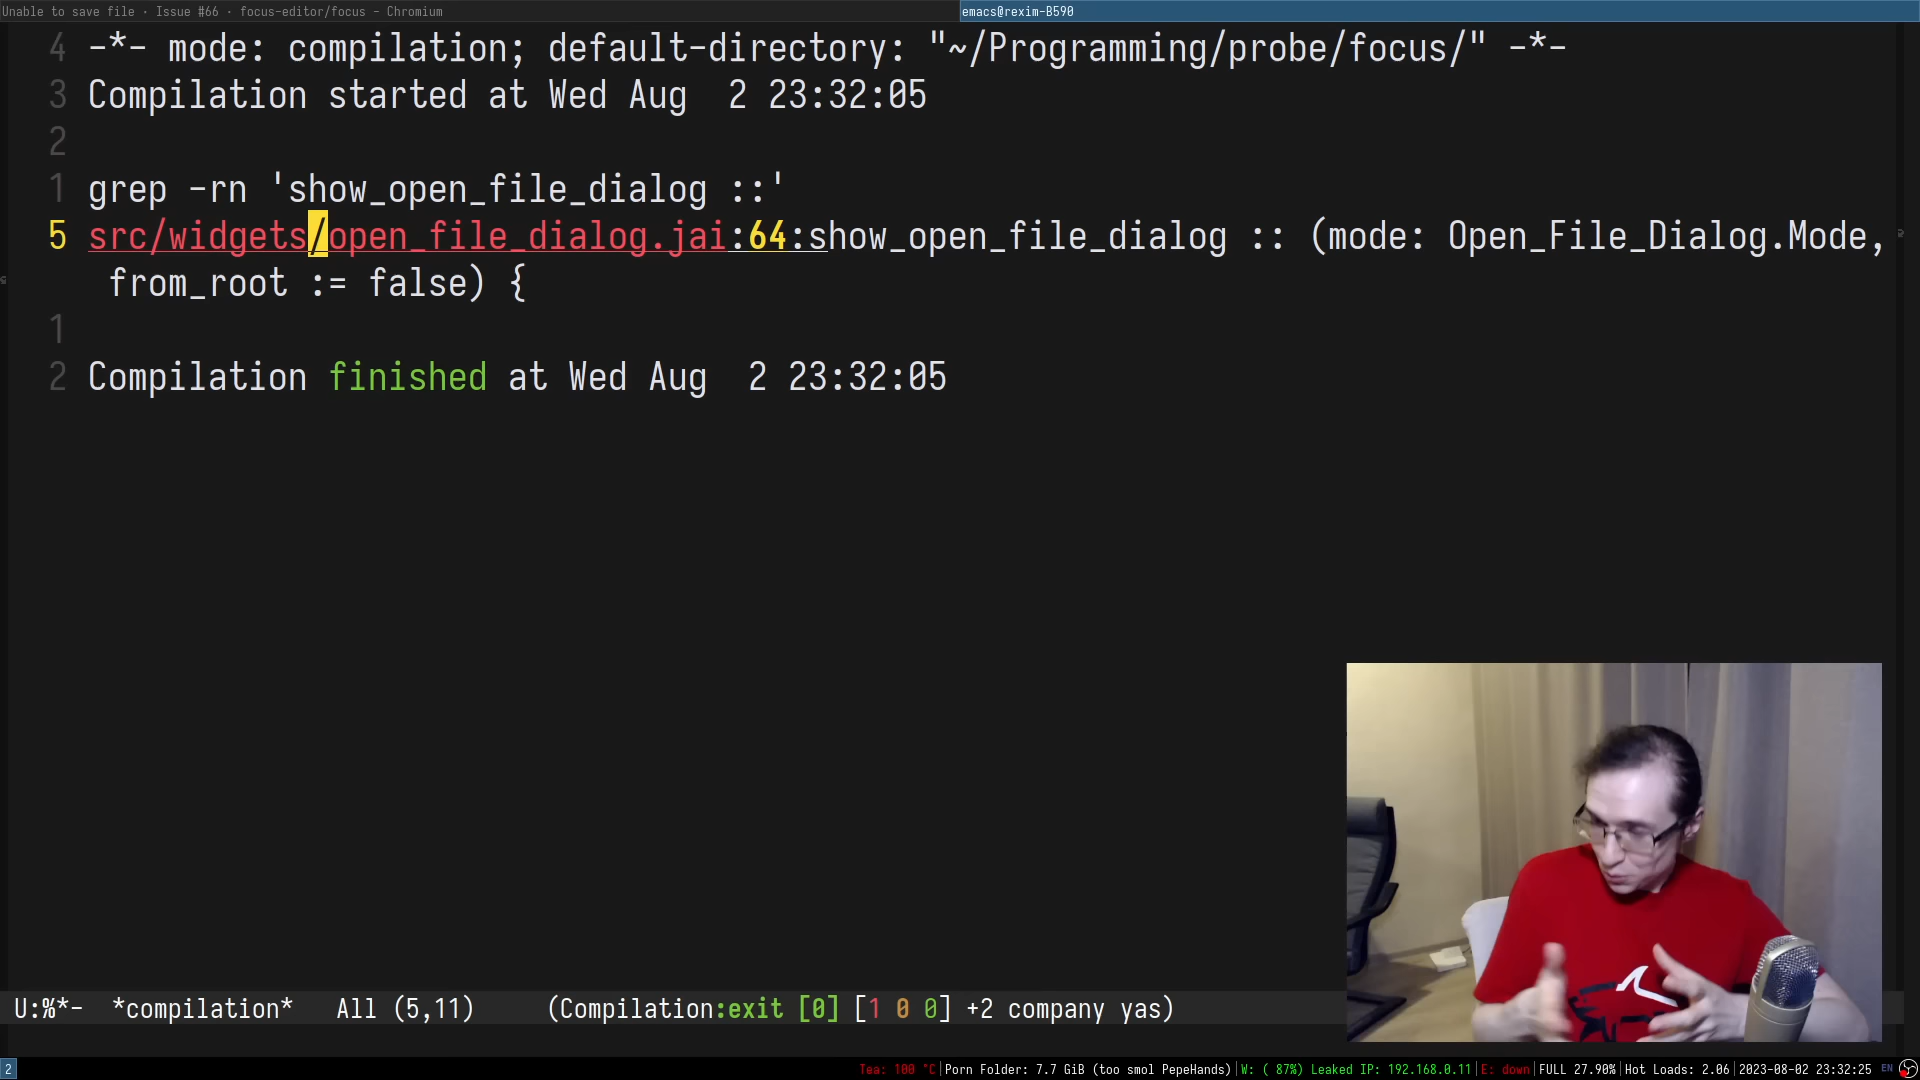 Unable to save file · Issue #66 · focus-editor/focus - Chromium
emacs@rexim-B590
4 -*- mode: compilation; default-directory: "~/Programming/probe/focus/" -*-
3 Compilation started at Wed Aug  2 23:32:05
2
1 grep -rn 'show_open_file_dialog ::'
5 src/widgets/open_file_dialog.jai:64:show_open_file_dialog :: (mode: Open_File_Dialog.Mode,
from_root := false) {
1
2 Compilation finished at Wed Aug  2 23:32:05
U:%*-  *compilation*   All (5,11)     (Compilation:exit [0] [1 0 0] +2 company yas)
2
Tea: 100 °C|Porn Folder: 7.7 GiB (too smol PepeHands)|W: ( 87%) Leaked IP: 192.168.0.11|E: down|FULL 27.90%|Hot Loads: 2.06|2023-08-02 23:32:25 EN